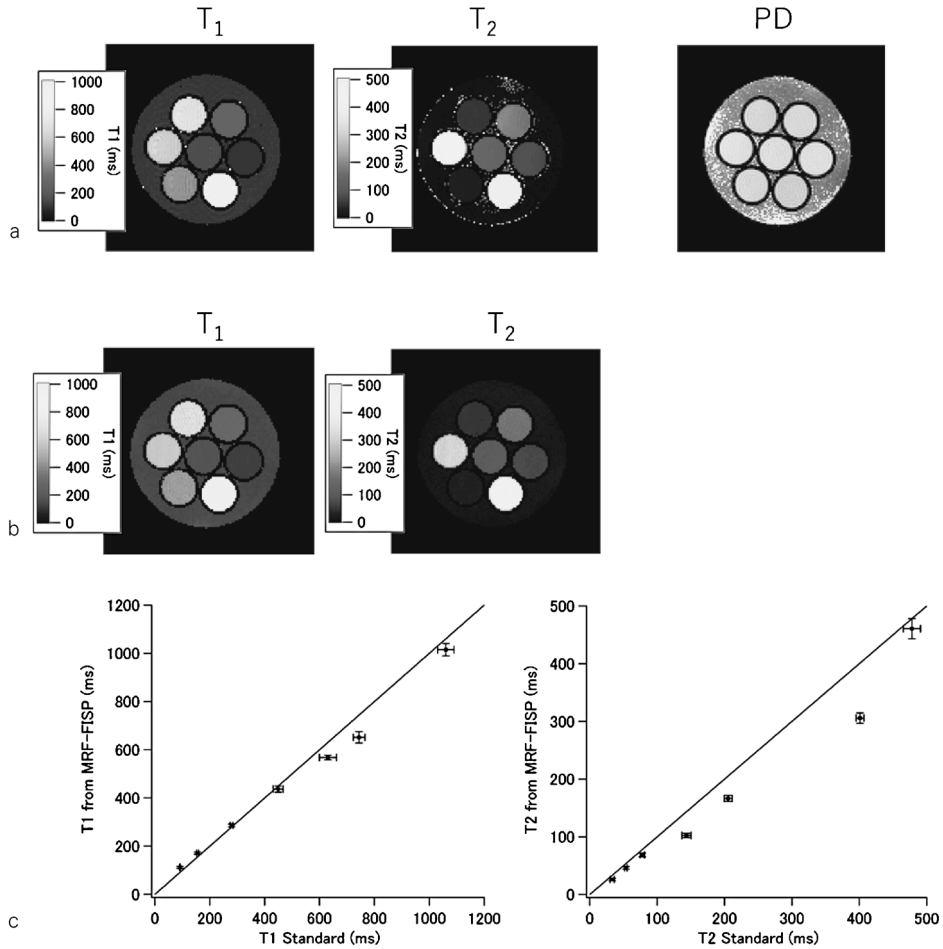 T1
T2
PD
1000
800
600
400
200
0
T1 (ms)
500
400
300
200
100
0
T2 (ms)
a
T1
T2
1000
800
600
400
200
0
T1 (ms)
500
400
300
200
100
0
T2 (ms)
b
1200
1000
800
600
400
200
0
T1 from MRF-FISP (ms)
0 200 400 600 800 1000 1200
T1 Standard (ms)
500
400
300
200
100
0
T2 from MRF-FISP (ms)
0 100 200 300 400 500
T2 Standard (ms)
c